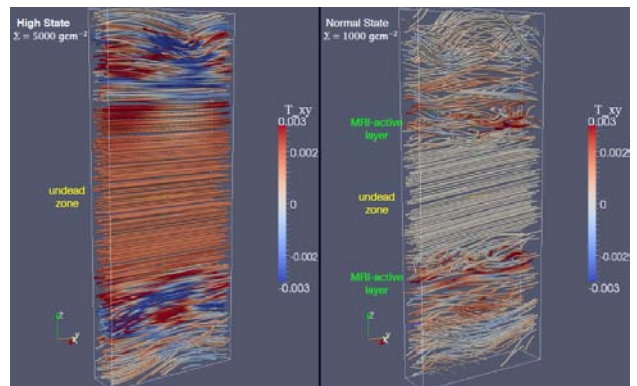 High State
Σ = 5000 gcm⁻²
T_xy
0.003
0.002
0
-0.002
-0.003
undead
zone
z
Y
X
Normal State
Σ = 1000 gcm⁻²
T_xy
0.003
0.0025
0
-0.0025
-0.003
MRI-active
layer
undead
zone
MRI-active
layer
z
Y
X